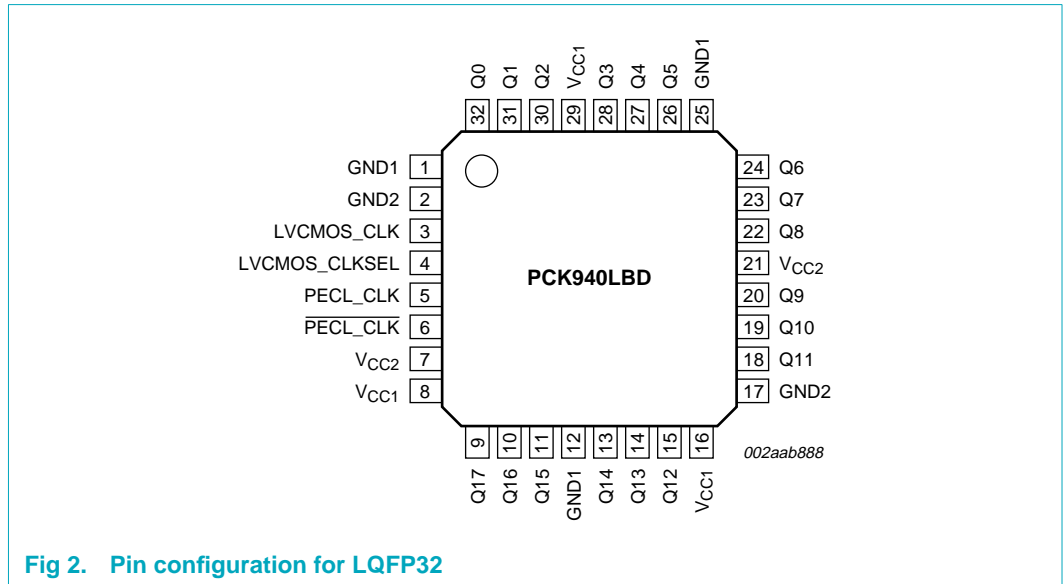 Q0
Q1
Q2
VCC1
Q3
Q4
Q5
GND1
32
31
30
29
28
27
26
25
GND1 1
GND2 2
LVCMOS_CLK 3
LVCMOS_CLKSEL 4
PECL_CLK 5
PECL_CLK 6
VCC2 7
VCC1 8
PCK940LBD
24 Q6
23 Q7
22 Q8
21 VCC2
20 Q9
19 Q10
18 Q11
17 GND2
9
10
11
12
13
14
15
16
Q17
Q16
Q15
GND1
Q14
Q13
Q12
VCC1
002aab888
Fig 2. Pin configuration for LQFP32